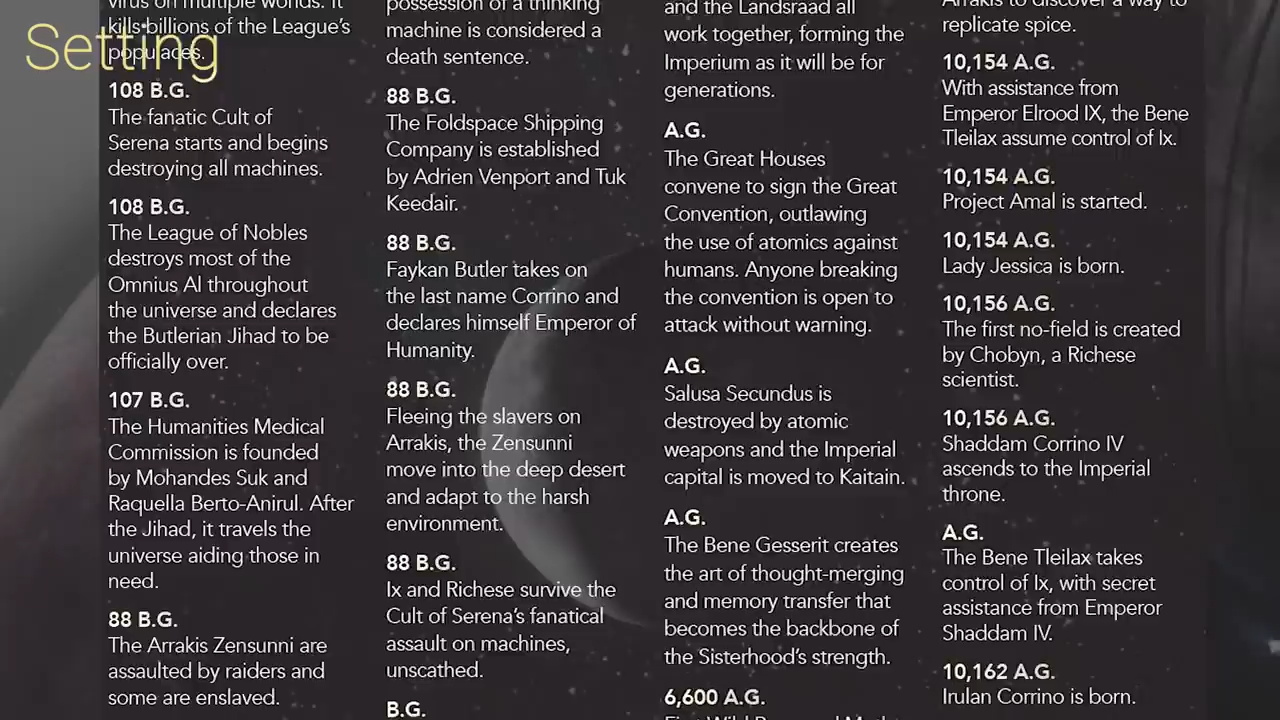 Setting
virus on multiple worlds. It
kills billions of the League's
populaces.
108 B.G.
The fanatic Cult of
Serena starts and begins
destroying all machines.
108 B.G.
The League of Nobles
destroys most of the
Omnius AI throughout
the universe and declares
the Butlerian Jihad to be
officially over.
107 B.G.
The Humanities Medical
Commission is founded
by Mohandes Suk and
Raquella Berto-Anirul. After
the Jihad, it travels the
universe aiding those in
need.
88 B.G.
The Arrakis Zensunni are
assaulted by raiders and
some are enslaved.
possession of a thinking
machine is considered a
death sentence.
88 B.G.
The Foldspace Shipping
Company is established
by Adrien Venport and Tuk
Keedair.
88 B.G.
Faykan Butler takes on
the last name Corrino and
declares himself Emperor of
Humanity.
88 B.G.
Fleeing the slavers on
Arrakis, the Zensunni
move into the deep desert
and adapt to the harsh
environment.
88 B.G.
Ix and Richese survive the
Cult of Serena's fanatical
assault on machines,
unscathed.
B.G.
and the Landsraad all
work together, forming the
Imperium as it will be for
generations.
A.G.
The Great Houses
convene to sign the Great
Convention, outlawing
the use of atomics against
humans. Anyone breaking
the convention is open to
attack without warning.
A.G.
Salusa Secundus is
destroyed by atomic
weapons and the Imperial
capital is moved to Kaitain.
A.G.
The Bene Gesserit creates
the art of thought-merging
and memory transfer that
becomes the backbone of
the Sisterhood's strength.
6,600 A.G.
Arrakis to discover a way to
replicate spice.
10,154 A.G.
With assistance from
Emperor Elrood IX, the Bene
Tleilax assume control of Ix.
10,154 A.G.
Project Amal is started.
10,154 A.G.
Lady Jessica is born.
10,156 A.G.
The first no-field is created
by Chobyn, a Richese
scientist.
10,156 A.G.
Shaddam Corrino IV
ascends to the Imperial
throne.
A.G.
The Bene Tleilax takes
control of Ix, with secret
assistance from Emperor
Shaddam IV.
10,162 A.G.
Irulan Corrino is born.